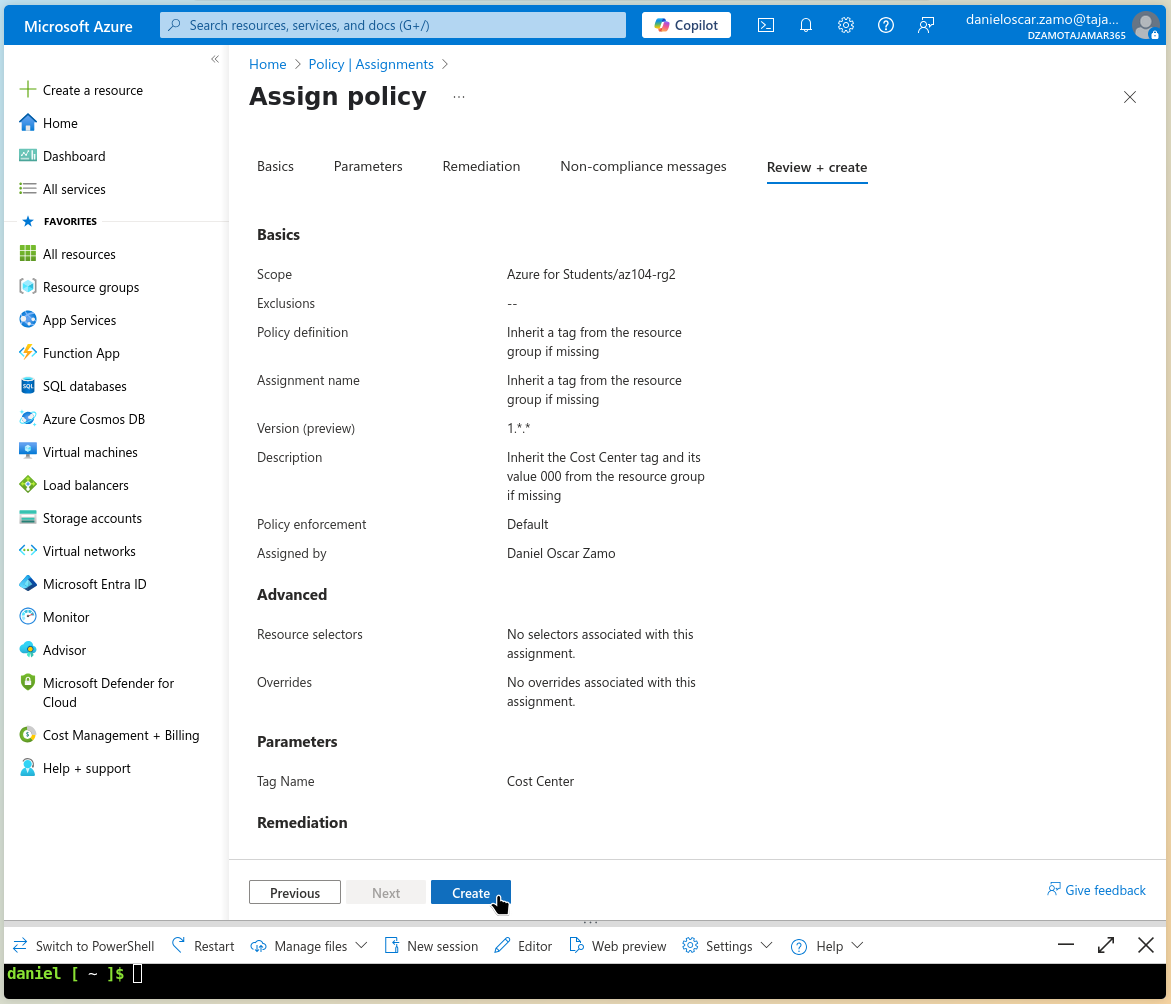 Microsoft Azure
Search resources, services, and docs (G+/)
Copilot
danieloscar.zamo@taja...
DZAMOTAJAMAR365
«
Create a resource
Home
Dashboard
All services
FAVORITES
All resources
Resource groups
App Services
Function App
SQL databases
Azure Cosmos DB
Virtual machines
Load balancers
Storage accounts
Virtual networks
Microsoft Entra ID
Monitor
Advisor
Microsoft Defender for
Cloud
Cost Management + Billing
Help + support
Home > Policy | Assignments >
Assign policy ...
Basics Parameters Remediation Non-compliance messages Review + create
Basics
Scope Azure for Students/az104-rg2
Exclusions --
Policy definition Inherit a tag from the resource
group if missing
Assignment name Inherit a tag from the resource
group if missing
Version (preview) 1.*.*
Description Inherit the Cost Center tag and its
value 000 from the resource group
if missing
Policy enforcement Default
Assigned by Daniel Oscar Zamo
Advanced
Resource selectors No selectors associated with this
assignment.
Overrides No overrides associated with this
assignment.
Parameters
Tag Name Cost Center
Remediation
Previous Next Create Give feedback
Switch to PowerShell Restart Manage files New session Editor Web preview Settings Help
daniel [ ~ ]$